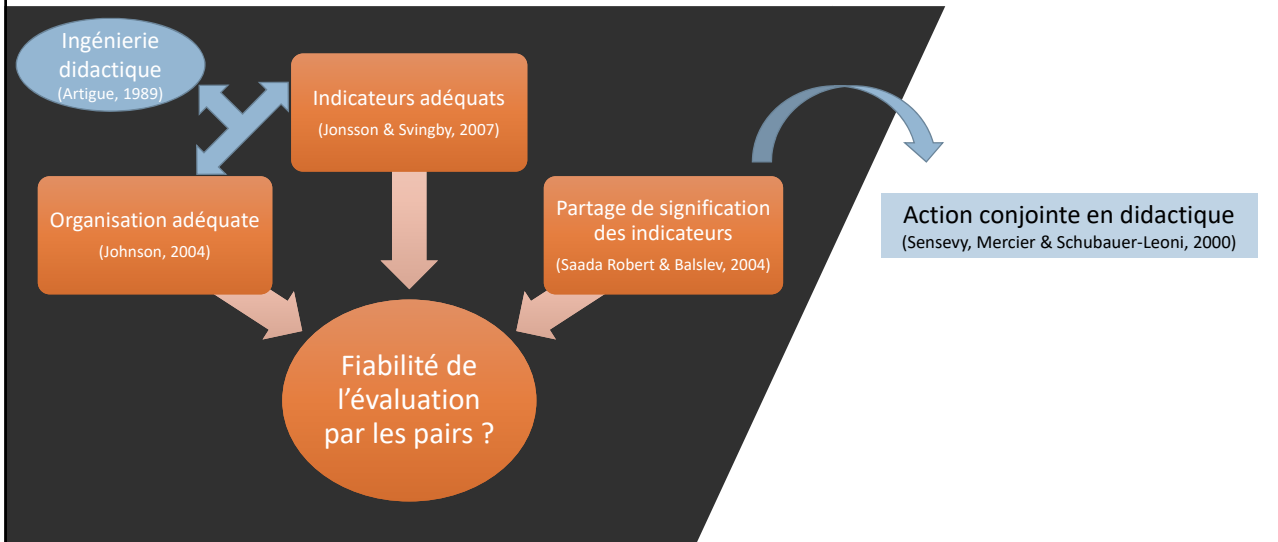 Ingénierie
didactique
(Artigue, 1989)
Indicateurs adéquats
(Jonsson & Svingby, 2007)
Organisation adéquate
(Johnson, 2004)
Partage de signification
des indicateurs
(Saada Robert & Balslev, 2004)
Action conjointe en didactique
(Sensevy, Mercier & Schubauer-Leoni, 2000)
Fiabilité de
l’évaluation
par les pairs ?